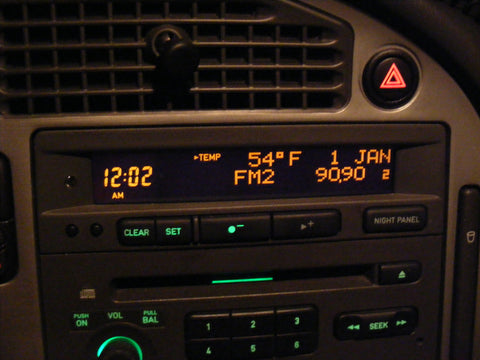 ▸TEMP 54°F 1 JAN
12:02 FM2 90.90 2
AM
CLEAR SET NIGHT PANEL
PUSH ON VOL PULL BAL
1 2 3
SEEK
4 5 6